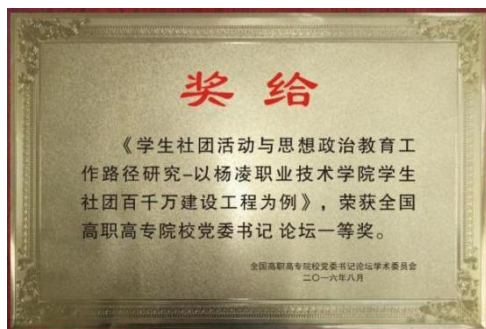 奖给
《学生社团活动与思想政治教育工
作路径研究-以杨凌职业技术学院学生
社团百千万建设工程为例》，荣获全国
高职高专院校党委书记 论坛一等奖。
全国高职高专院校党委书记论坛学术委员会
二〇一六年八月